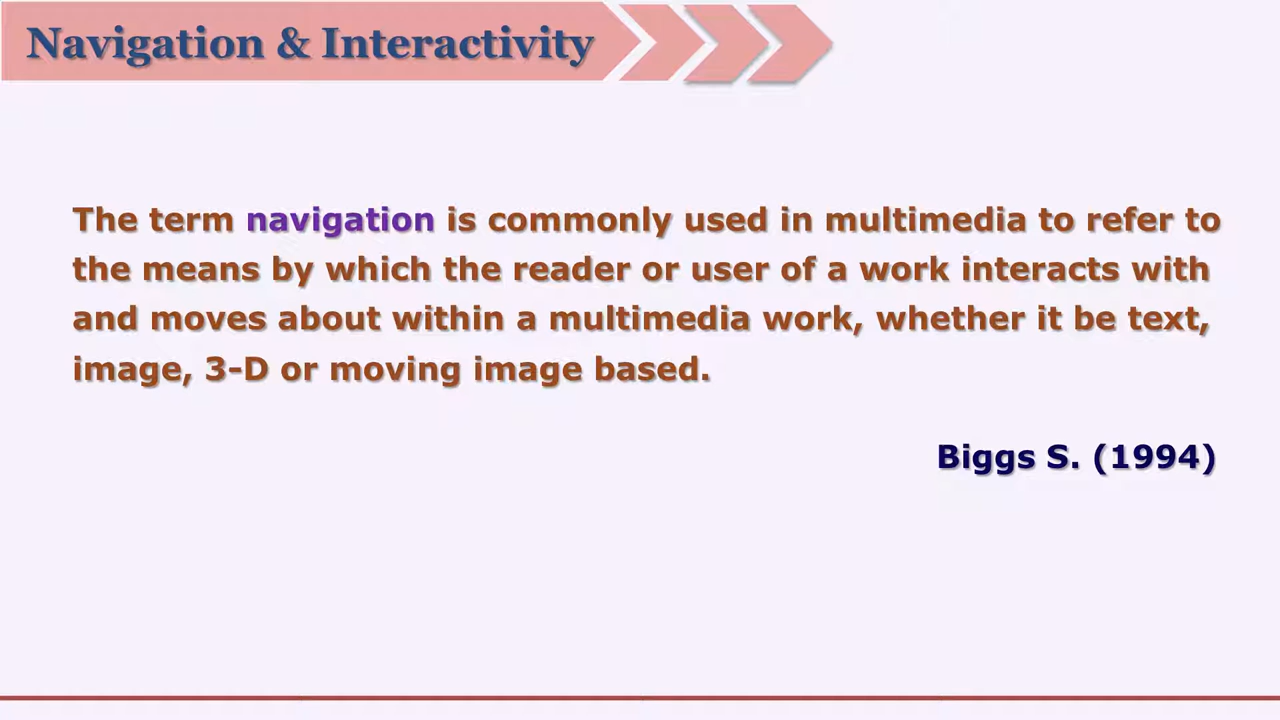 Navigation & Interactivity
The term navigation is commonly used in multimedia to refer to
the means by which the reader or user of a work interacts with
and moves about within a multimedia work, whether it be text,
image, 3-D or moving image based.
Biggs S. (1994)